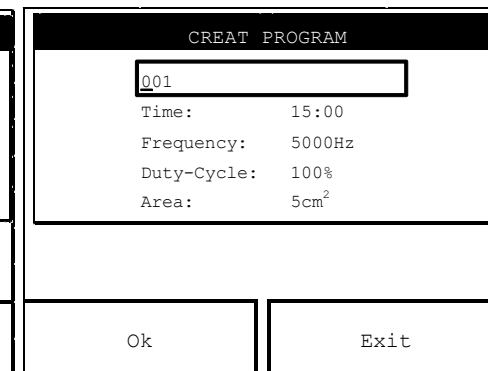 CREAT PROGRAM
001
Time: 15:00
Frequency: 5000Hz
Duty-Cycle: 100%
Area: 5cm²
Ok Exit